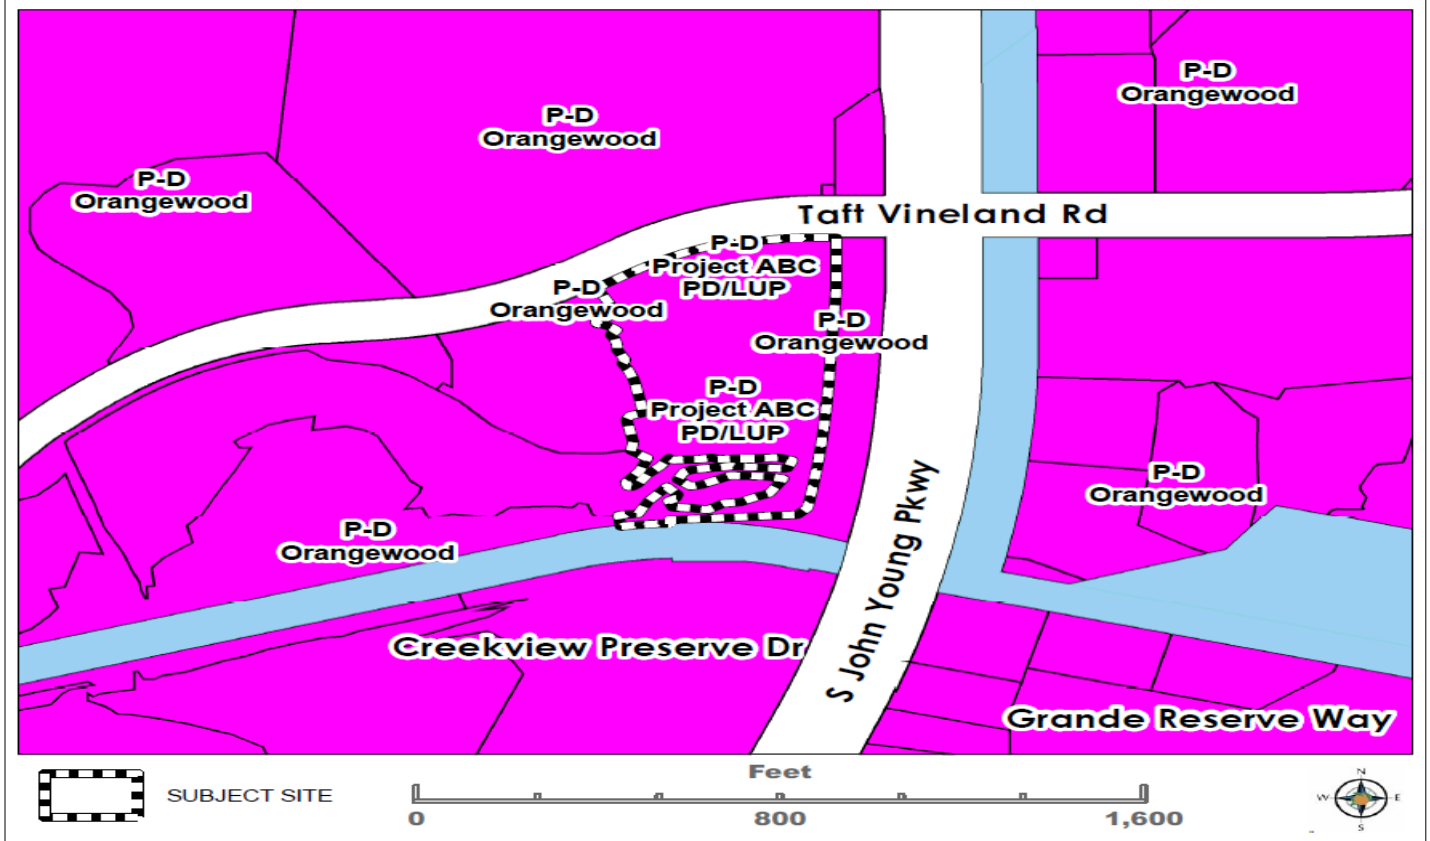 P-D
Orangewood
P-D
Orangewood
P-D
Orangewood
Taft Vineland Rd
P-D
Project ABC
PD/LUP
P-D
Orangewood
P-D
Orangewood
P-D
Project ABC
PD/LUP
P-D
Orangewood
P-D
Orangewood
S John Young Pkwy
Creekview Preserve Dr
Grande Reserve Way
SUBJECT SITE
Feet
0
800
1,600
N
W
E
S